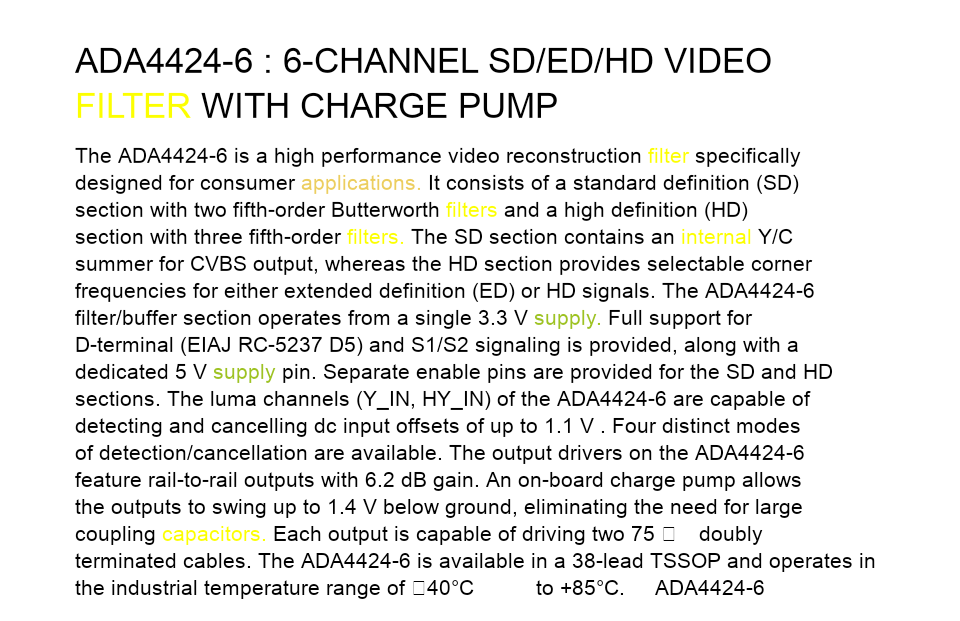 ADA4424-6 : 6-CHANNEL SD/ED/HD VIDEO
FILTER WITH CHARGE PUMP
The ADA4424-6 is a high performance video reconstruction filter specifically
designed for consumer applications. It consists of a standard definition (SD)
section with two fifth-order Butterworth filters and a high definition (HD)
section with three fifth-order filters. The SD section contains an internal Y/C
summer for CVBS output, whereas the HD section provides selectable corner
frequencies for either extended definition (ED) or HD signals. The ADA4424-6
filter/buffer section operates from a single 3.3 V supply. Full support for
D-terminal (EIAJ RC-5237 D5) and S1/S2 signaling is provided, along with a
dedicated 5 V supply pin. Separate enable pins are provided for the SD and HD
sections. The luma channels (Y_IN, HY_IN) of the ADA4424-6 are capable of
detecting and cancelling dc input offsets of up to 1.1 V . Four distinct modes
of detection/cancellation are available. The output drivers on the ADA4424-6
feature rail-to-rail outputs with 6.2 dB gain. An on-board charge pump allows
the outputs to swing up to 1.4 V below ground, eliminating the need for large
coupling capacitors. Each output is capable of driving two 75 □ doubly
terminated cables. The ADA4424-6 is available in a 38-lead TSSOP and operates in
the industrial temperature range of □40°C to +85°C. ADA4424-6